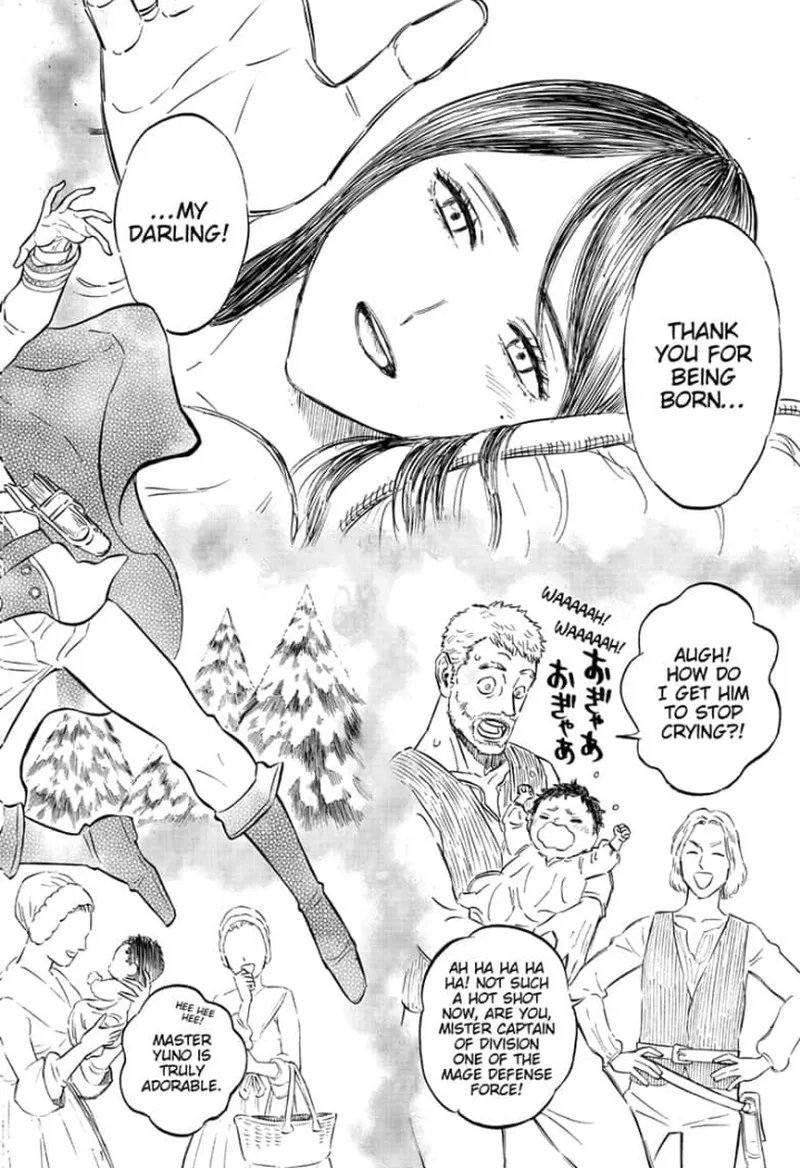 THANK
YOU FOR
BEING
BORN...
...MY
DARLING!
WAAAAAH!
WAAAAAH!
おぎゃあ
おぎゃあ
AUGH!
HOW DO
I GET HIM
TO STOP
CRYING?!
AH HA HA HA
HA! NOT SUCH
A HOT SHOT
NOW, ARE YOU,
MISTER CAPTAIN
OF DIVISION
ONE OF THE
MAGE DEFENSE
FORCE!
HEE HEE
HEE!
MASTER
YUNO IS
TRULY
ADORABLE.